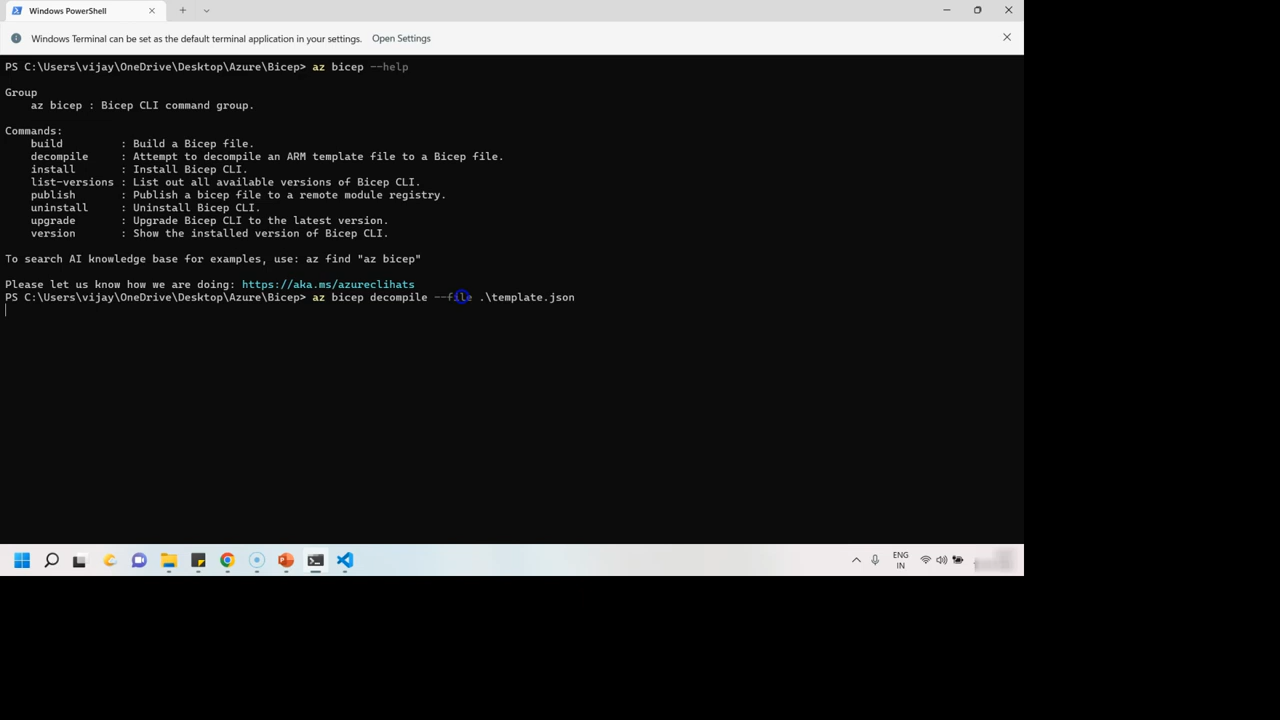 Windows PowerShell
Windows Terminal can be set as the default terminal application in your settings. Open Settings
PS C:\Users\vijay\OneDrive\Desktop\Azure\Bicep> az bicep --help
Group
az bicep : Bicep CLI command group.
Commands:
build : Build a Bicep file.
decompile : Attempt to decompile an ARM template file to a Bicep file.
install : Install Bicep CLI.
list-versions : List out all available versions of Bicep CLI.
publish : Publish a bicep file to a remote module registry.
uninstall : Uninstall Bicep CLI.
upgrade : Upgrade Bicep CLI to the latest version.
version : Show the installed version of Bicep CLI.
To search AI knowledge base for examples, use: az find "az bicep"
Please let us know how we are doing: https://aka.ms/azureclihats
PS C:\Users\vijay\OneDrive\Desktop\Azure\Bicep> az bicep decompile --file .\template.json
ENG
IN